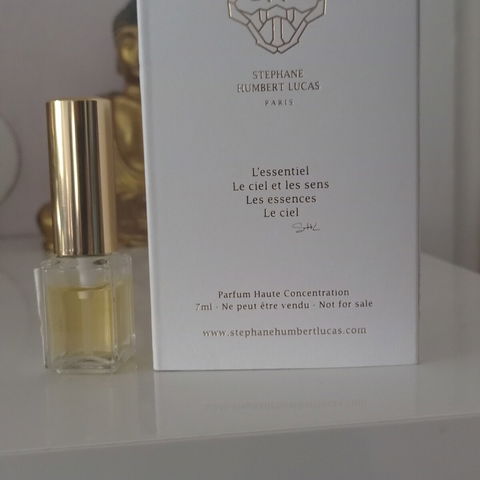 STEPHANE
HUMBERT LUCAS
PARIS
L'essentiel
Le ciel et les sens
Les essences
Le ciel
SHL
Parfum Haute Concentration
7ml - Ne peut être vendu - Not for sale
www.stephanehumbertlucas.com